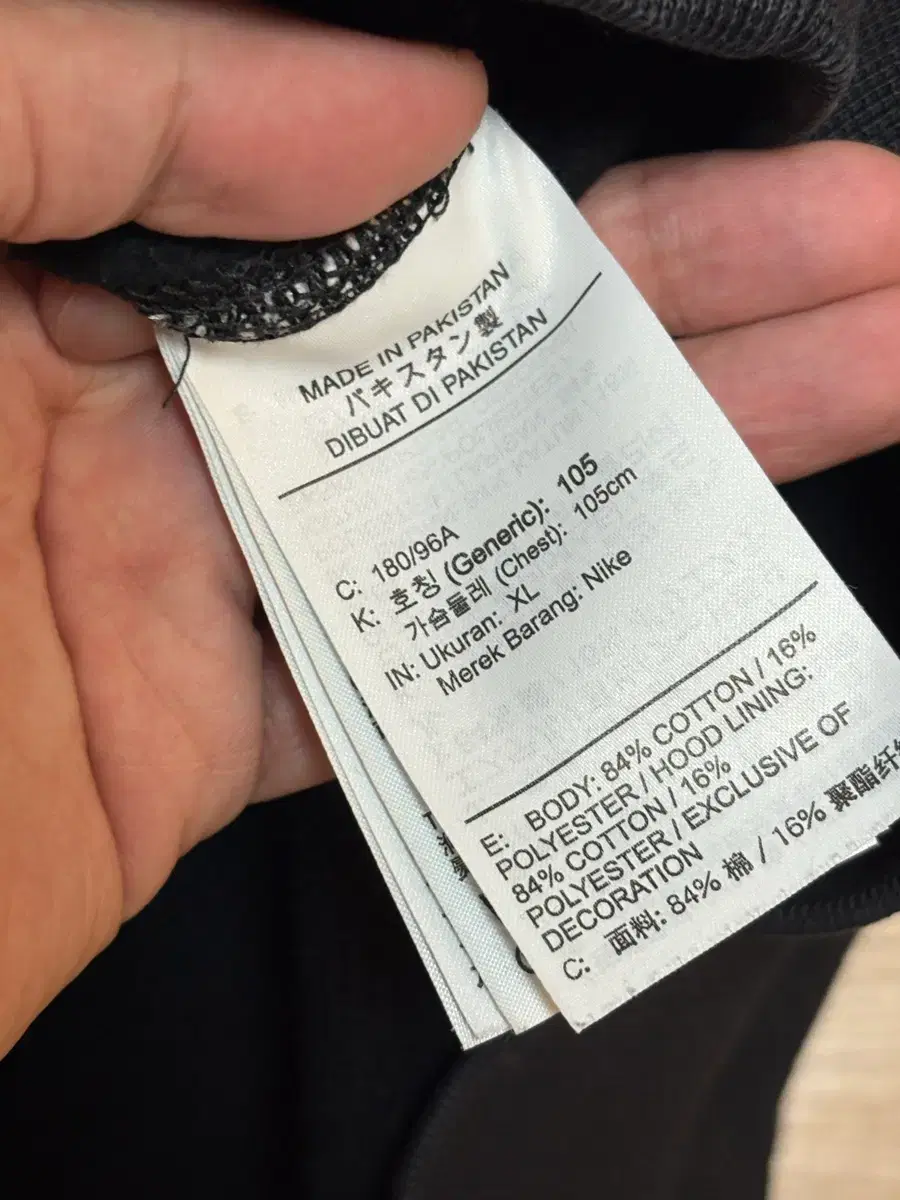 MADE IN PAKISTAN
パキスタン製
DIBUAT DI PAKISTAN
C: 180/96A
K: 호칭 (Generic): 105
가슴둘레 (Chest): 105cm
IN: Ukuran: XL
Merek Barang: Nike
E: BODY: 84% COTTON / 16%
POLYESTER / HOOD LINING:
84% COTTON / 16%
POLYESTER / EXCLUSIVE OF
DECORATION
C: 面料: 84% 棉 / 16% 聚酯纤